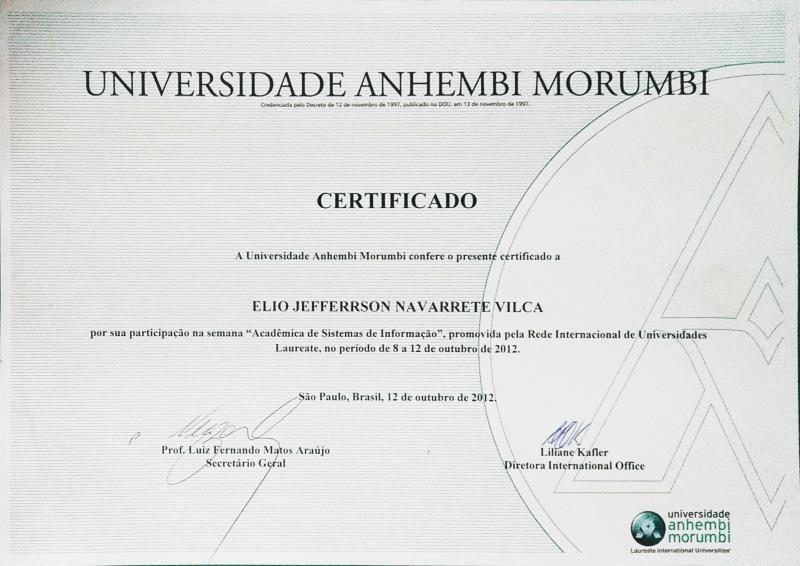 UNIVERSIDADE ANHEMBI MORUMBI
Credenciada pelo Decreto de 12 de novembro de 1997, publicado no DOU, em 13 de novembro de 1997.
CERTIFICADO
A Universidade Anhembi Morumbi confere o presente certificado a
ELIO JEFFERRSON NAVARRETE VILCA
por sua participação na semana “Acadêmica de Sistemas de Informação”, promovida pela Rede Internacional de Universidades
Laureate, no período de 8 a 12 de outubro de 2012.
São Paulo, Brasil, 12 de outubro de 2012.
Prof. Luiz Fernando Matos Araújo
Secretário Geral
Liliane Kafler
Diretora International Office
universidade
anhembi
morumbi
Laureate International Universities